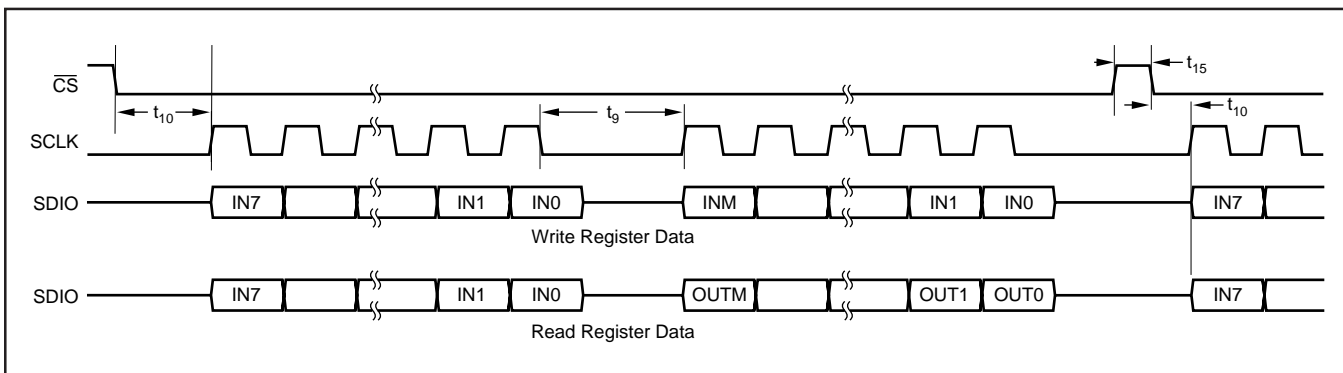 CS t15
t10 t9 t10
SCLK
SDIO IN7 IN1 IN0 INM IN1 IN0 IN7
Write Register Data
SDIO IN7 IN1 IN0 OUTM OUT1 OUT0 IN7
Read Register Data